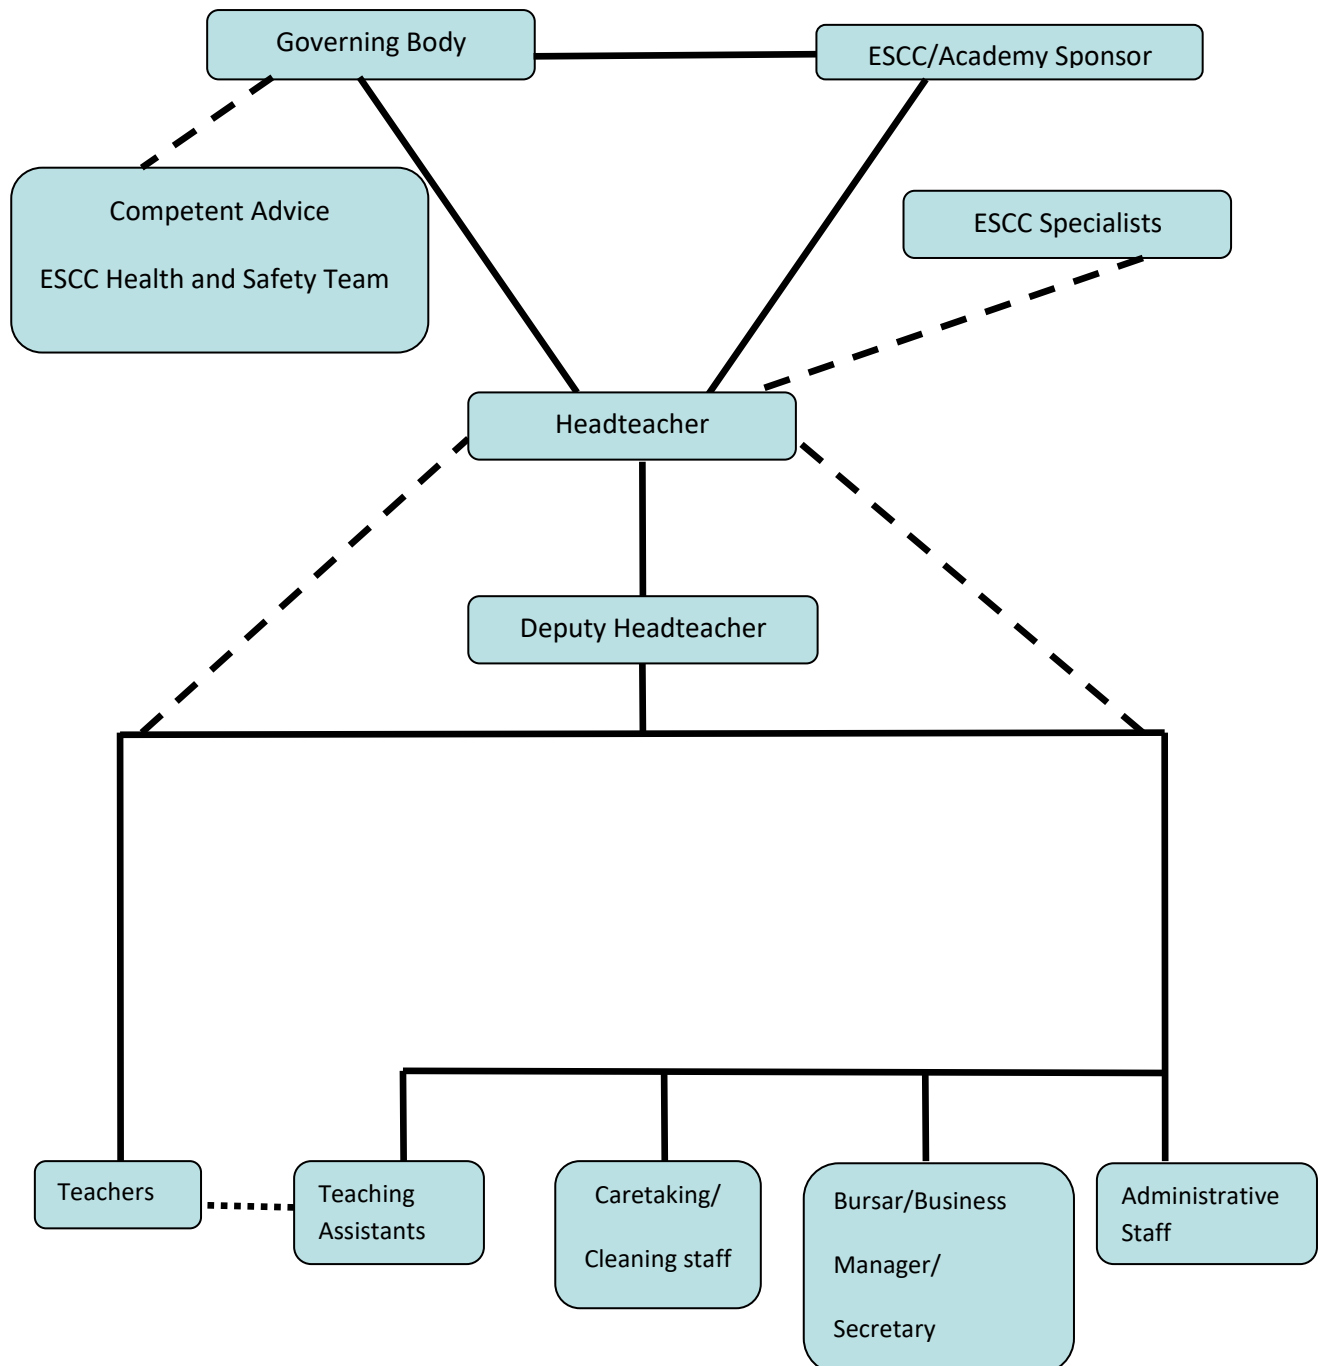 Governing Body
ESCC/Academy Sponsor
Competent Advice
ESCC Health and Safety Team
ESCC Specialists
Headteacher
Deputy Headteacher
Teachers
Teaching
Assistants
Caretaking/
Cleaning staff
Bursar/Business
Manager/
Secretary
Administrative
Staff